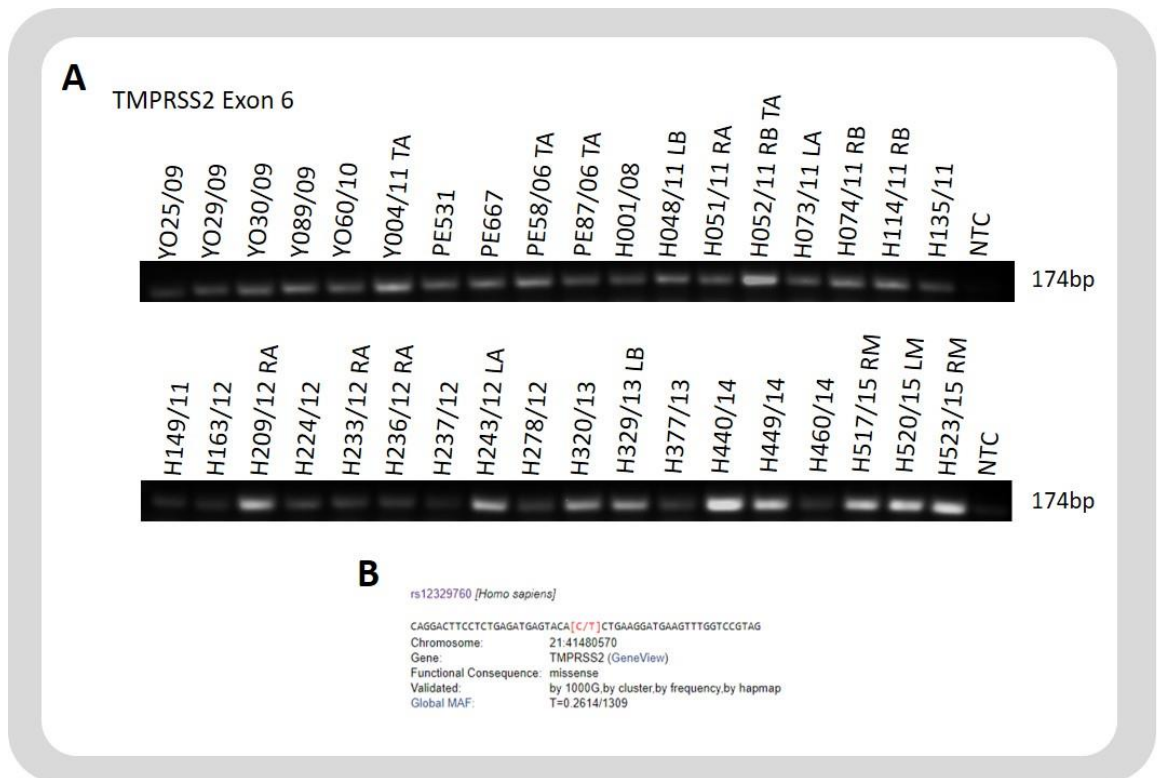 A
TMPRSS2 Exon 6
YO25/09
YO29/09
YO30/09
Y089/09
YO60/10
Y004/11 TA
PE531
PE667
PE58/06 TA
PE87/06 TA
H001/08
H048/11 LB
H051/11 RA
H052/11 RB TA
H073/11 LA
H074/11 RB
H114/11 RB
H135/11
NTC
174bp
H149/11
H163/12
H209/12 RA
H224/12
H233/12 RA
H236/12 RA
H237/12
H243/12 LA
H278/12
H320/13
H329/13 LB
H377/13
H440/14
H449/14
H460/14
H517/15 RM
H520/15 LM
H523/15 RM
NTC
174bp
B
rs12329760 [Homo sapiens]
CAGGACTTCCTCTGAGATGAGTACA[C/T]CTGAAGGATGAAGTTTGGTCCGTAG
Chromosome: 21:41480570
Gene: TMPRSS2 (GeneView)
Functional Consequence: missense
Validated: by 1000G,by cluster,by frequency,by hapmap
Global MAF: T=0.2614/1309